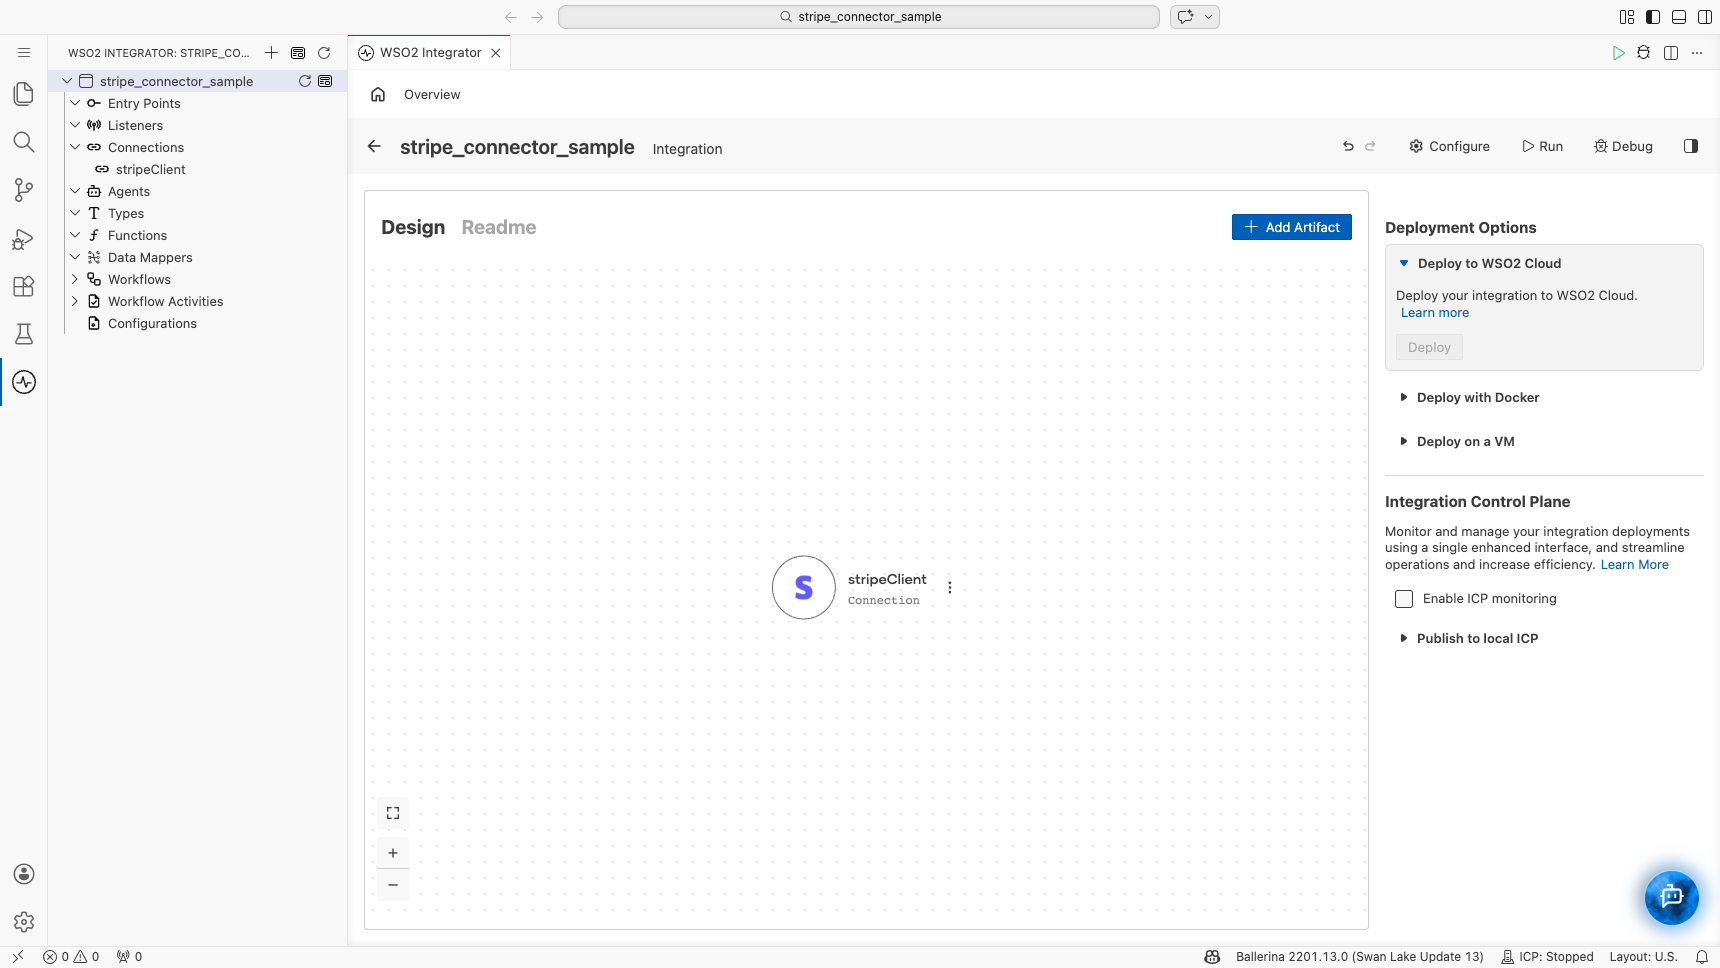 stripe_connector_sample
WSO2 INTEGRATOR: STRIPE_CO...
stripe_connector_sample
Entry Points
Listeners
Connections
stripeClient
Agents
Types
Functions
Data Mappers
Workflows
Workflow Activities
Configurations
WSO2 Integrator
Overview
stripe_connector_sample Integration
Configure
Run
Debug
Design Readme
Add Artifact
S
stripeClient
Connection
Deployment Options
Deploy to WSO2 Cloud
Deploy your integration to WSO2 Cloud.
Learn more
Deploy
Deploy with Docker
Deploy on a VM
Integration Control Plane
Monitor and manage your integration deployments
using a single enhanced interface, and streamline
operations and increase efficiency. Learn More
Enable ICP monitoring
Publish to local ICP
0 0 0
Ballerina 2201.13.0 (Swan Lake Update 13)
ICP: Stopped
Layout: U.S.